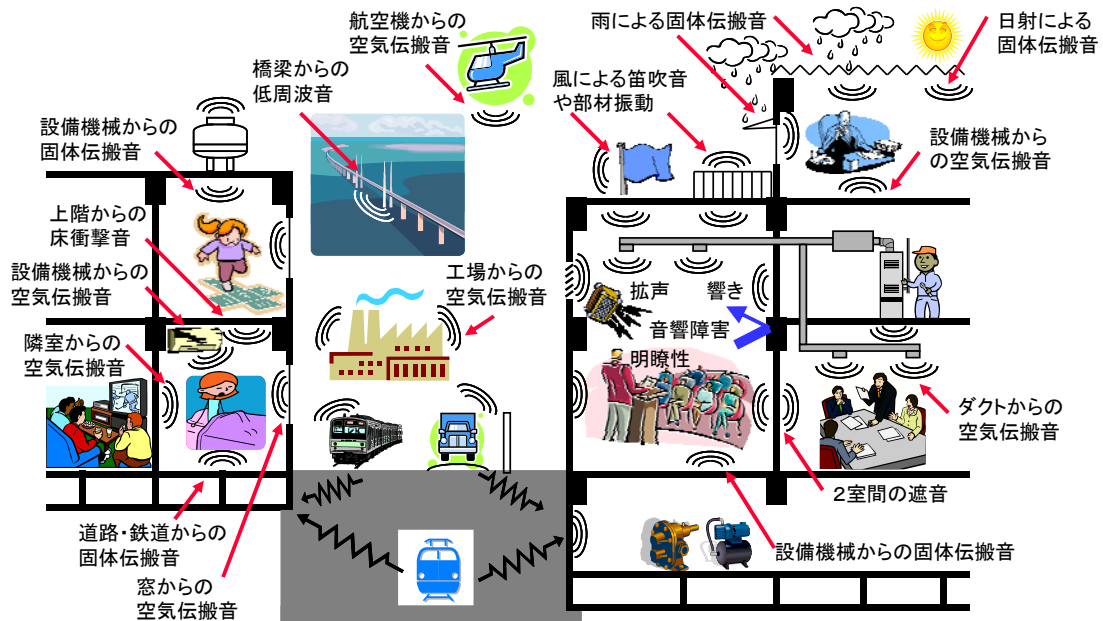 航空機からの
空気伝搬音
雨による固体伝搬音
日射による
固体伝搬音
橋梁からの
低周波音
風による笛吹音
や部材振動
設備機械からの
固体伝搬音
設備機械から
の空気伝搬音
上階からの
床衝撃音
設備機械からの
空気伝搬音
工場からの
空気伝搬音
拡声
響き
音響障害
隣室からの
空気伝搬音
明瞭性
ダクトからの
空気伝搬音
2室間の遮音
道路・鉄道からの
固体伝搬音
設備機械からの固体伝搬音
窓からの
空気伝搬音